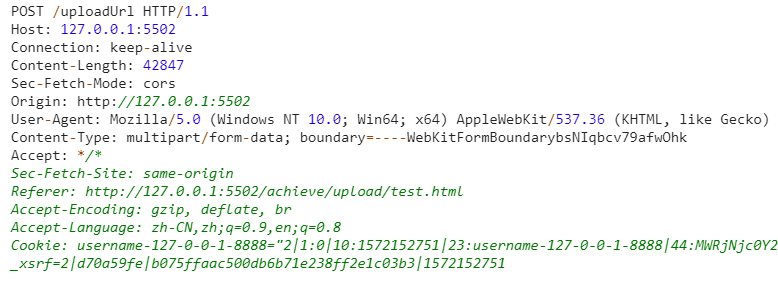 POST /uploadUrl HTTP/1.1
Host: 127.0.0.1:5502
Connection: keep-alive
Content-Length: 42847
Sec-Fetch-Mode: cors
Origin: http://127.0.0.1:5502
User-Agent: Mozilla/5.0 (Windows NT 10.0; Win64; x64) AppleWebKit/537.36 (KHTML, like Gecko)
Content-Type: multipart/form-data; boundary=----WebKitFormBoundarybsNIqbcv79afwOhk
Accept: */*
Sec-Fetch-Site: same-origin
Referer: http://127.0.0.1:5502/achieve/upload/test.html
Accept-Encoding: gzip, deflate, br
Accept-Language: zh-CN,zh;q=0.9,en;q=0.8
Cookie: username-127-0-0-1-8888="2|1:0|10:1572152751|23:username-127-0-0-1-8888|44:MWRjNjc0Y2
_xsrf=2|d70a59fe|b075ffaac500db6b71e238ff2e1c03b3|1572152751